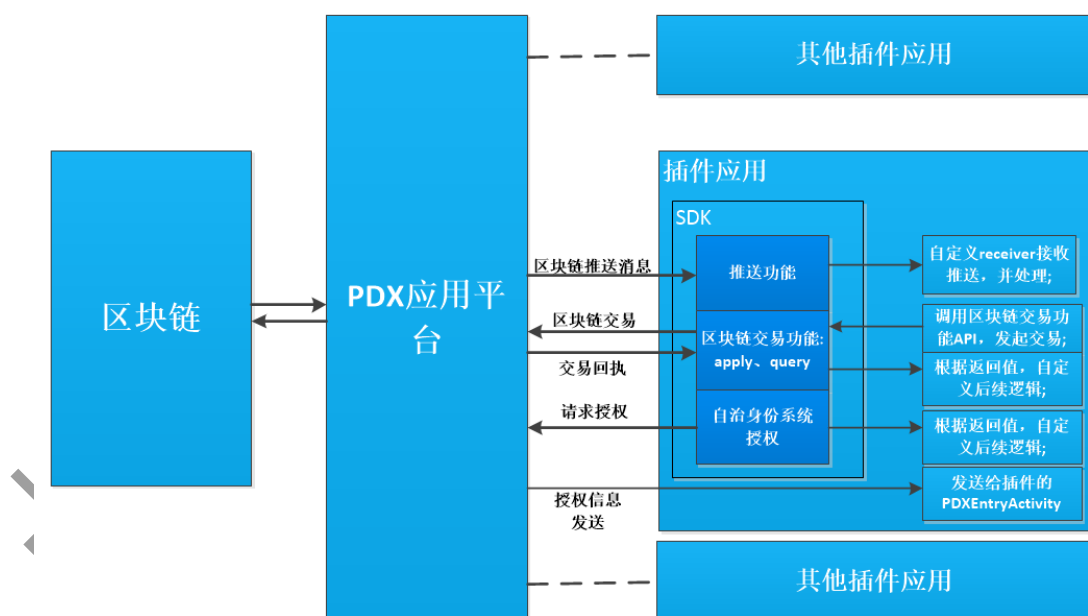 其他插件应用
区块链
PDX应用平
台
插件应用
SDK
区块链推送消息
推送功能
自定义receiver接收
推送，并处理;
区块链交易
区块链交易功能:
apply、query
调用区块链交易功
能API，发起交易;
交易回执
根据返回值，自定
义后续逻辑;
请求授权
自治身份系统
授权
根据返回值，自定
义后续逻辑;
授权信息
发送
发送给插件的
PDXEntryActivity
其他插件应用